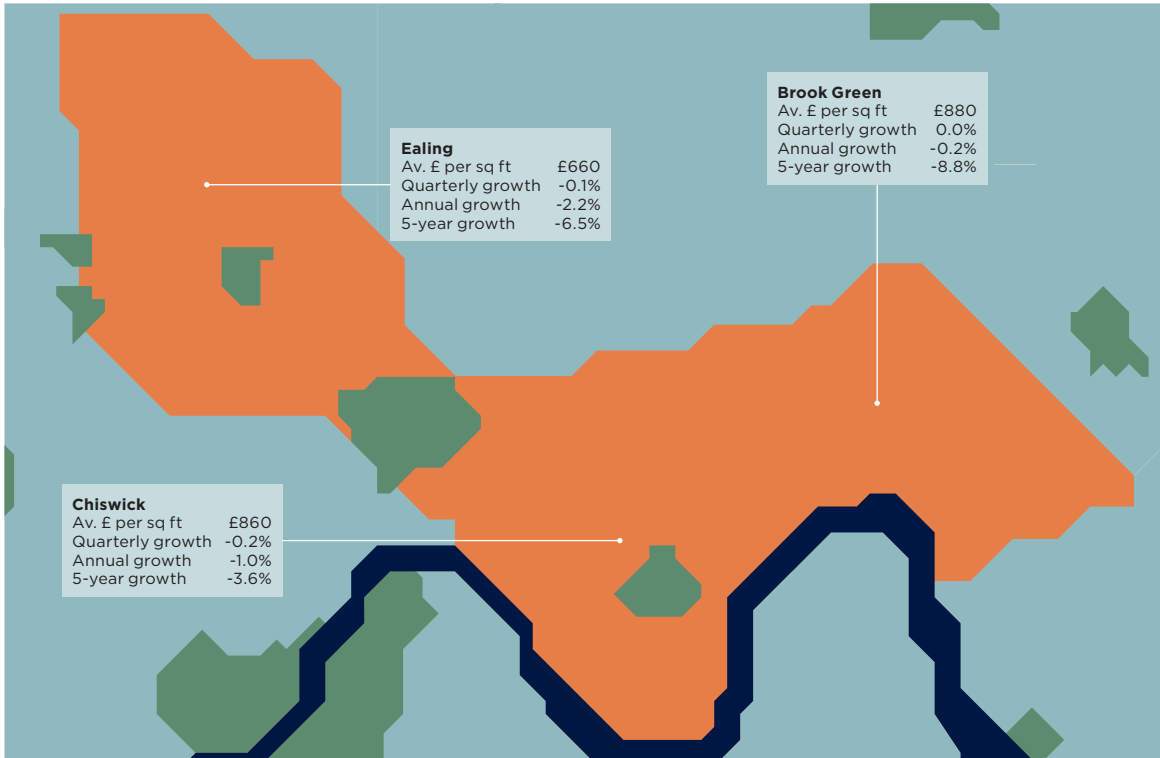 Brook Green
Av. £ per sq ft £880
Quarterly growth 0.0%
Annual growth -0.2%
5-year growth -8.8%
Ealing
Av. £ per sq ft £660
Quarterly growth -0.1%
Annual growth -2.2%
5-year growth -6.5%
Chiswick
Av. £ per sq ft £860
Quarterly growth -0.2%
Annual growth -1.0%
5-year growth -3.6%